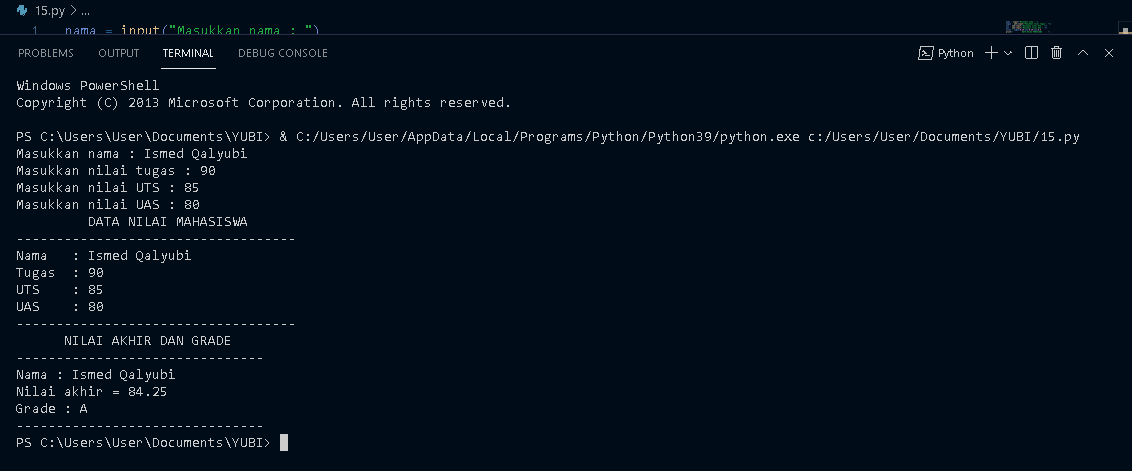 15.py > ...
1 nama = input("Masukkan nama : ")
PROBLEMS OUTPUT TERMINAL DEBUG CONSOLE Python
Windows PowerShell
Copyright (C) 2013 Microsoft Corporation. All rights reserved.
PS C:\Users\User\Documents\YUBI> & C:/Users/User/AppData/Local/Programs/Python/Python39/python.exe c:/Users/User/Documents/YUBI/15.py
Masukkan nama : Ismed Qalyubi
Masukkan nilai tugas : 90
Masukkan nilai UTS : 85
Masukkan nilai UAS : 80
DATA NILAI MAHASISWA
-----------------------------------
Nama : Ismed Qalyubi
Tugas : 90
UTS : 85
UAS : 80
-----------------------------------
NILAI AKHIR DAN GRADE
-------------------------------
Nama : Ismed Qalyubi
Nilai akhir = 84.25
Grade : A
-------------------------------
PS C:\Users\User\Documents\YUBI>